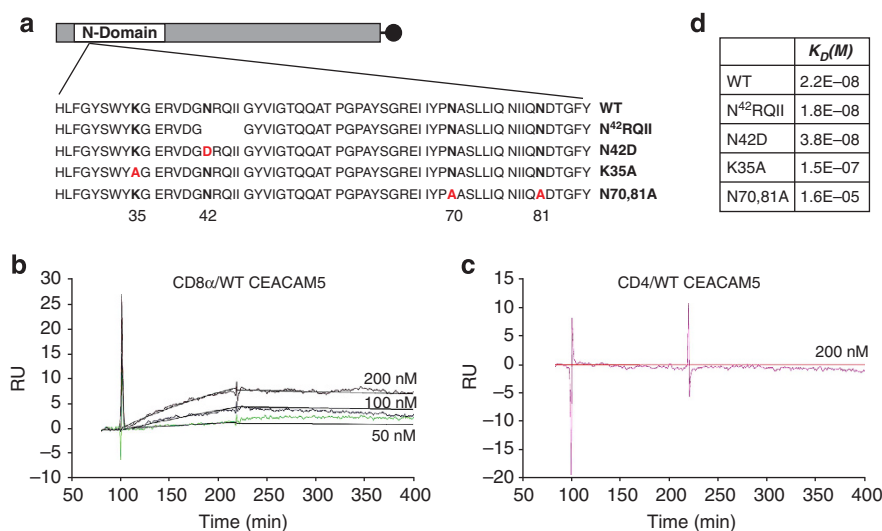 a
N-Domain
HLFGYSWYKG ERVDGNRQII GYVIGTQQAT PGPAYSGREI IYPNASLLIQ NIIQNDTGFY WT
HLFGYSWYKG ERVDG GYVIGTQQAT PGPAYSGREI IYPNASLLIQ NIIQNDTGFY N42RQII
HLFGYSWYKG ERVDGDRQII GYVIGTQQAT PGPAYSGREI IYPNASLLIQ NIIQNDTGFY N42D
HLFGYSWYAG ERVDGNRQII GYVIGTQQAT PGPAYSGREI IYPNASLLIQ NIIQNDTGFY K35A
HLFGYSWYKG ERVDGNRQII GYVIGTQQAT PGPAYSGREI IYPAASLLIQ NIIQADTGFY N70,81A
35 42 70 81
d
KD(M)
WT 2.2E–08
N42RQII 1.8E–08
N42D 3.8E–08
K35A 1.5E–07
N70,81A 1.6E–05
b
CD8α/WT CEACAM5
RU
30
25
20
15
10
5
0
–5
–10
200 nM
100 nM
50 nM
50 100 150 200 250 300 350 400
Time (min)
c
CD4/WT CEACAM5
RU
15
10
5
0
–5
–10
–15
–20
200 nM
50 100 150 200 250 300 350 400
Time (min)